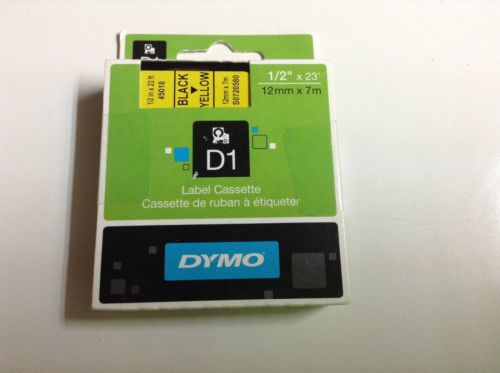 1/2" x 23'
12mm x 7m
1/2 in x 23 ft
45018
BLACK
YELLOW
12mm x 7m
S0720580
D1
Label Cassette
Cassette de ruban à étiqueter
DYMO